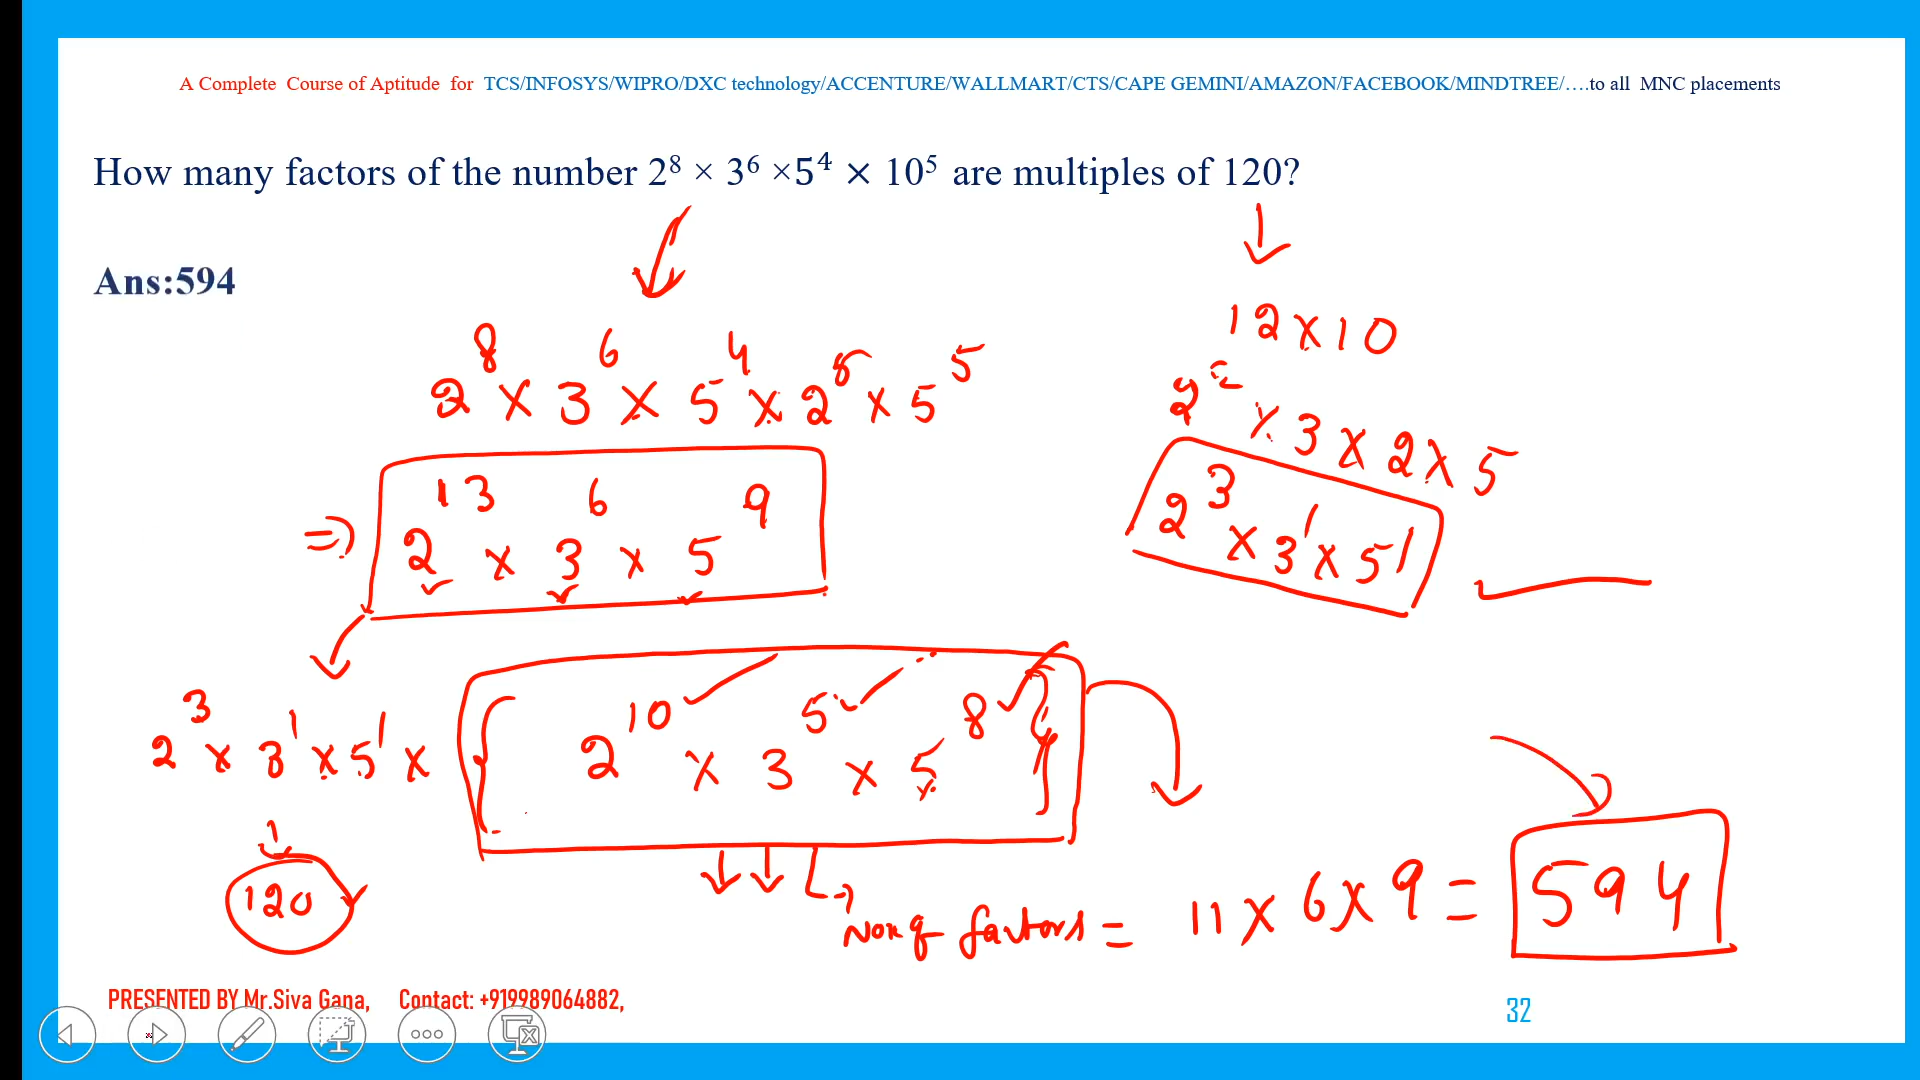 A Complete Course of Aptitude for TCS/INFOSYS/WIPRO/DXC technology/ACCENTURE/WALLMART/CTS/CAPE GEMINI/AMAZON/FACEBOOK/MINDTREE/….to all MNC placements
How many factors of the number 2⁸ × 3⁶ ×5⁴ × 10⁵ are multiples of 120?
Ans:594
12×10
2⁸ × 3⁶ × 5⁴ × 2⁵ × 5⁵
2² × 3 × 2 × 5
⇒ 2¹³ × 3⁶ × 5⁹
2³ × 3¹ × 5¹
2³ × 3¹ × 5¹ × { 2¹⁰ × 3⁵ × 5⁸ }
120
No of factors = 11 × 6 × 9 = 594
PRESENTED BY Mr.Siva Gana, Contact: +919989064882,
32